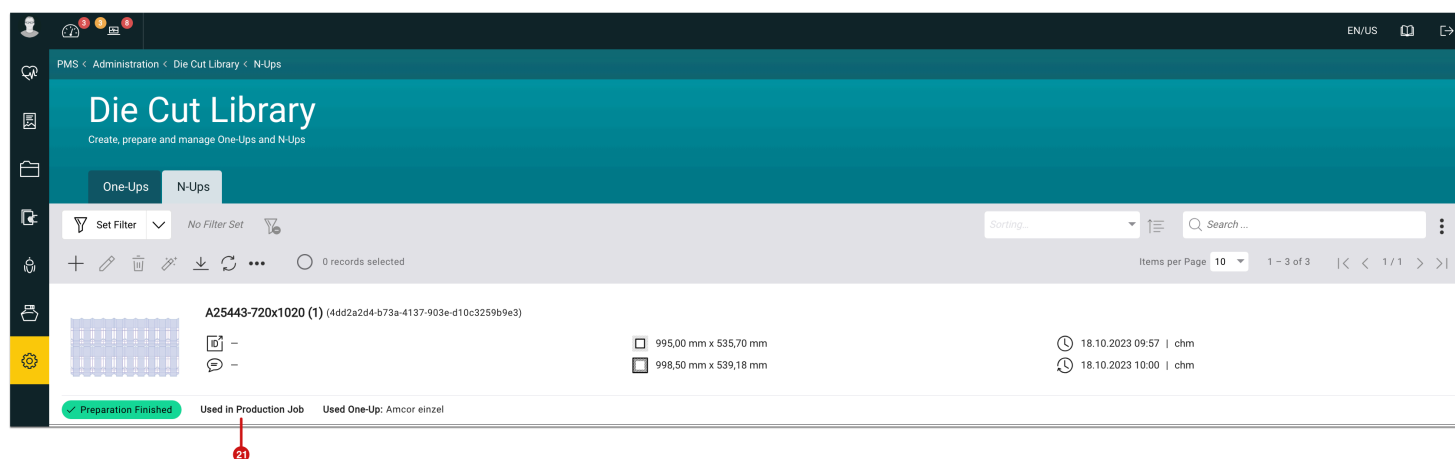 3 3 8 EN/US
PMS < Administration < Die Cut Library < N-Ups
Die Cut Library
Create, prepare and manage One-Ups and N-Ups
One-Ups N-Ups
Set Filter No Filter Set Sorting... Search ...
0 records selected Items per Page 10 1 – 3 of 3 1 / 1
A25443-720x1020 (1) (4dd2a2d4-b73a-4137-903e-d10c3259b9e3)
ID – 995,00 mm x 535,70 mm 18.10.2023 09:57 | chm
– 998,50 mm x 539,18 mm 18.10.2023 10:00 | chm
Preparation Finished Used in Production Job Used One-Up: Amcor einzel
21